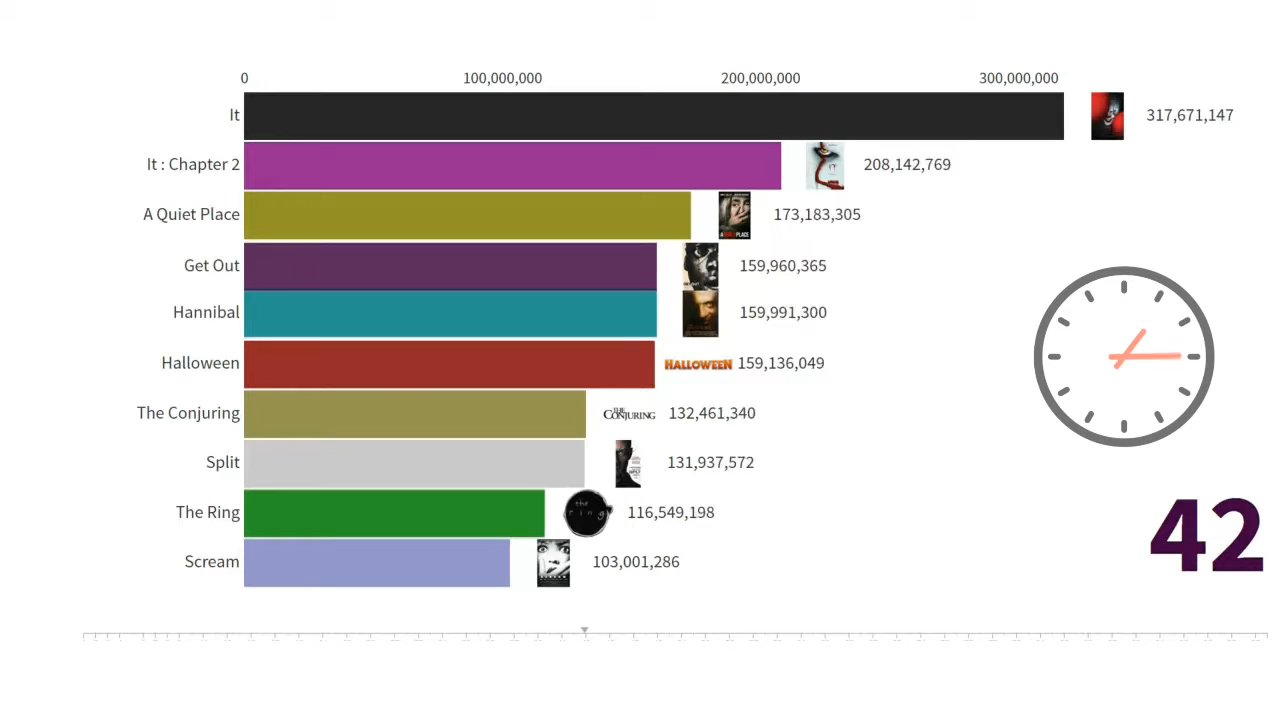 0 100,000,000 200,000,000 300,000,000
It 317,671,147
It : Chapter 2 208,142,769
A Quiet Place 173,183,305
Get Out 159,960,365
Hannibal 159,991,300
Halloween HALLOWEEN 159,136,049
The Conjuring THE CONJURING 132,461,340
Split 131,937,572
The Ring the ring 116,549,198
Scream 103,001,286
42